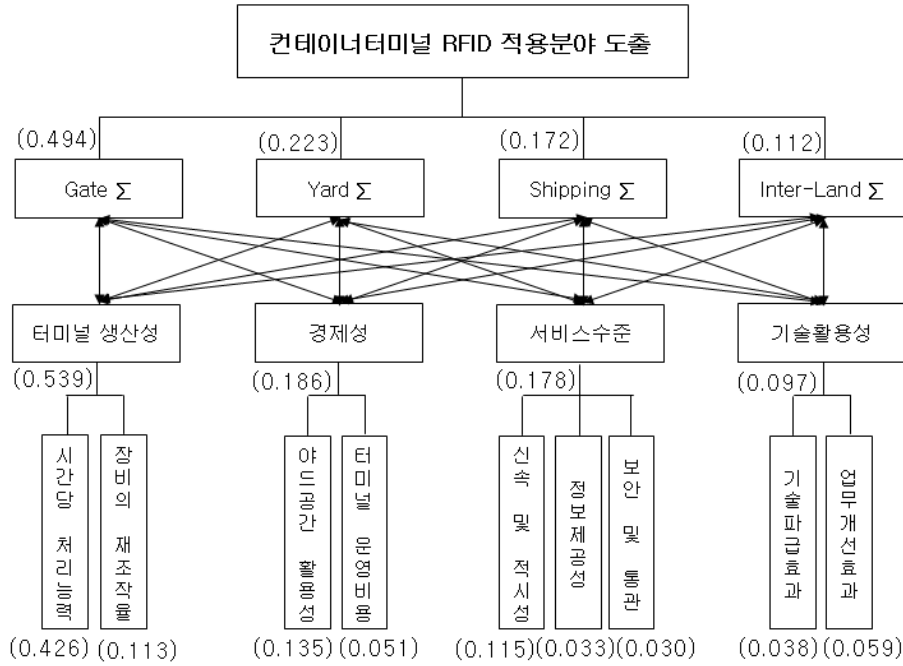 컨테이너터미널 RFID 적용분야 도출
(0.494) (0.223) (0.172) (0.112)
Gate Σ Yard Σ Shipping Σ Inter-Land Σ
터미널 생산성 경제성 서비스수준 기술활용성
(0.539) (0.186) (0.178) (0.097)
시간당 처리능력
장비의 재조작율
야드공간 활용성
터미널 운영비용
신속 및 적시성
정보제공성
보안 및 통관
기술파급효과
업무개선효과
(0.426) (0.113) (0.135) (0.051) (0.115) (0.033) (0.030) (0.038) (0.059)